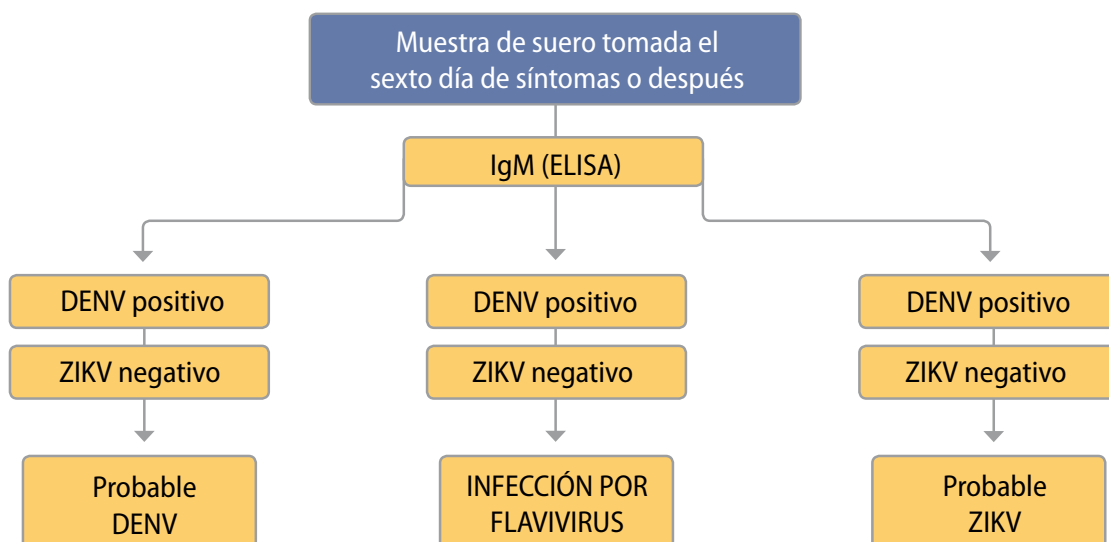 Muestra de suero tomada el
sexto día de síntomas o después
IgM (ELISA)
DENV positivo
ZIKV negativo
Probable
DENV
DENV positivo
ZIKV negativo
INFECCIÓN POR
FLAVIVIRUS
DENV positivo
ZIKV negativo
Probable
ZIKV